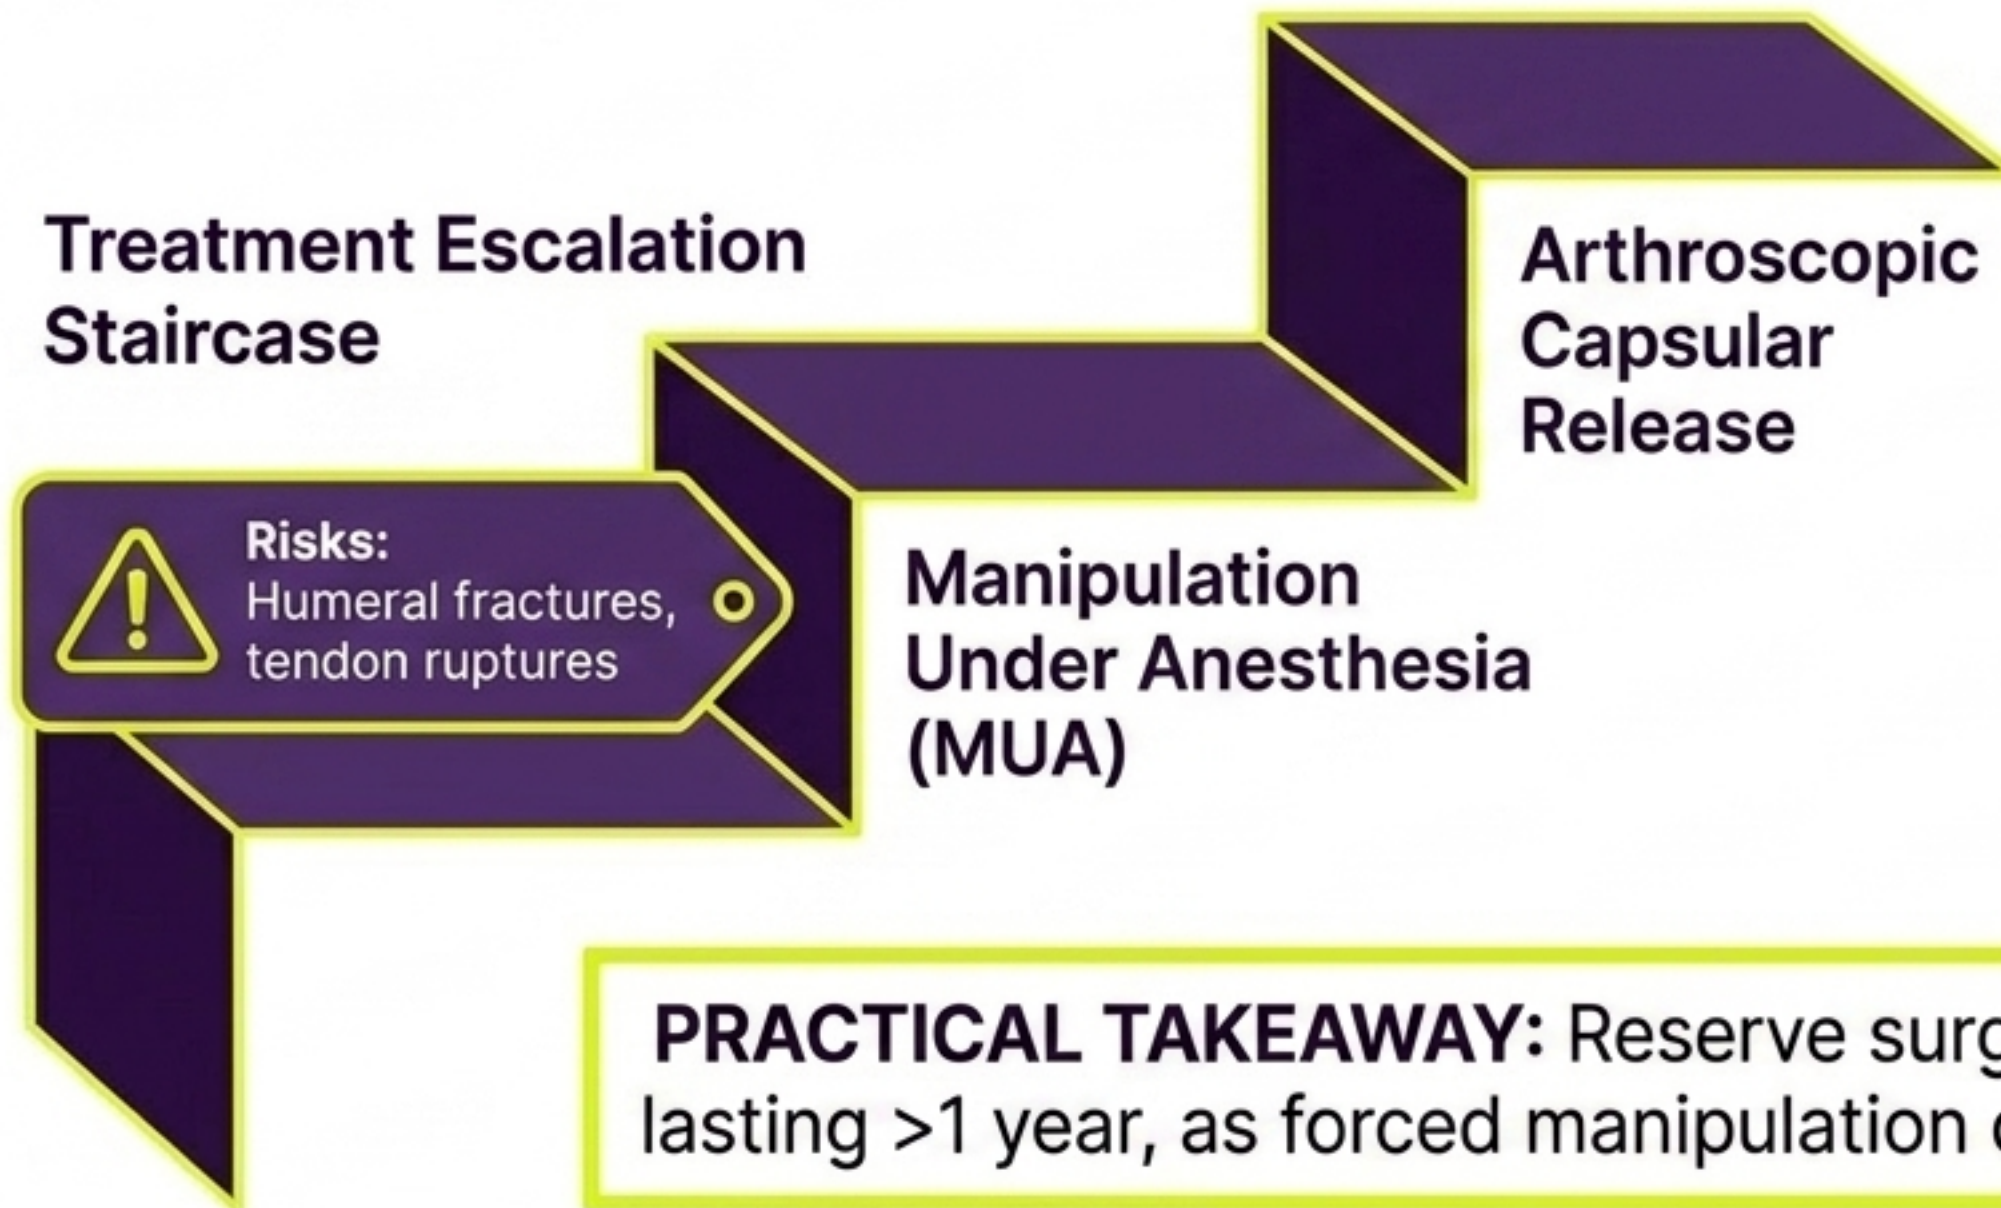 Treatment Escalation
Staircase
Arthroscopic
Capsular
Release
Risks:
Humeral fractures,
tendon ruptures
Manipulation
Under Anesthesia
(MUA)
PRACTICAL TAKEAWAY: Reserve
lasting >1 year, as forced manipulation